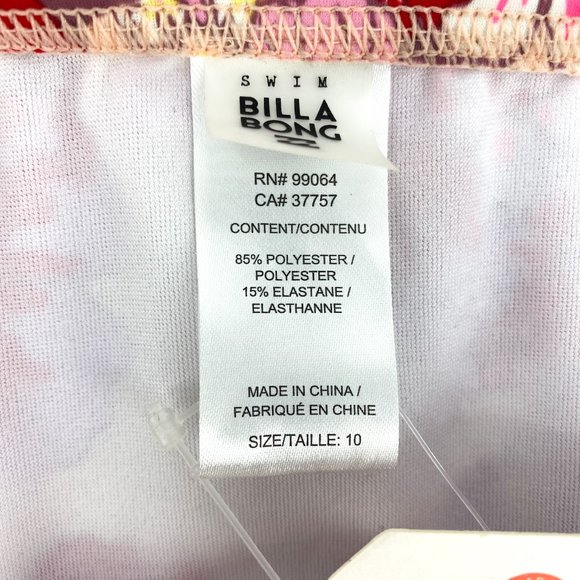 SWIM
BILLA
BONG
RN# 99064
CA# 37757
CONTENT/CONTENU
85% POLYESTER /
POLYESTER
15% ELASTANE /
ELASTHANNE
MADE IN CHINA /
FABRIQUÉ EN CHINE
SIZE/TAILLE: 10